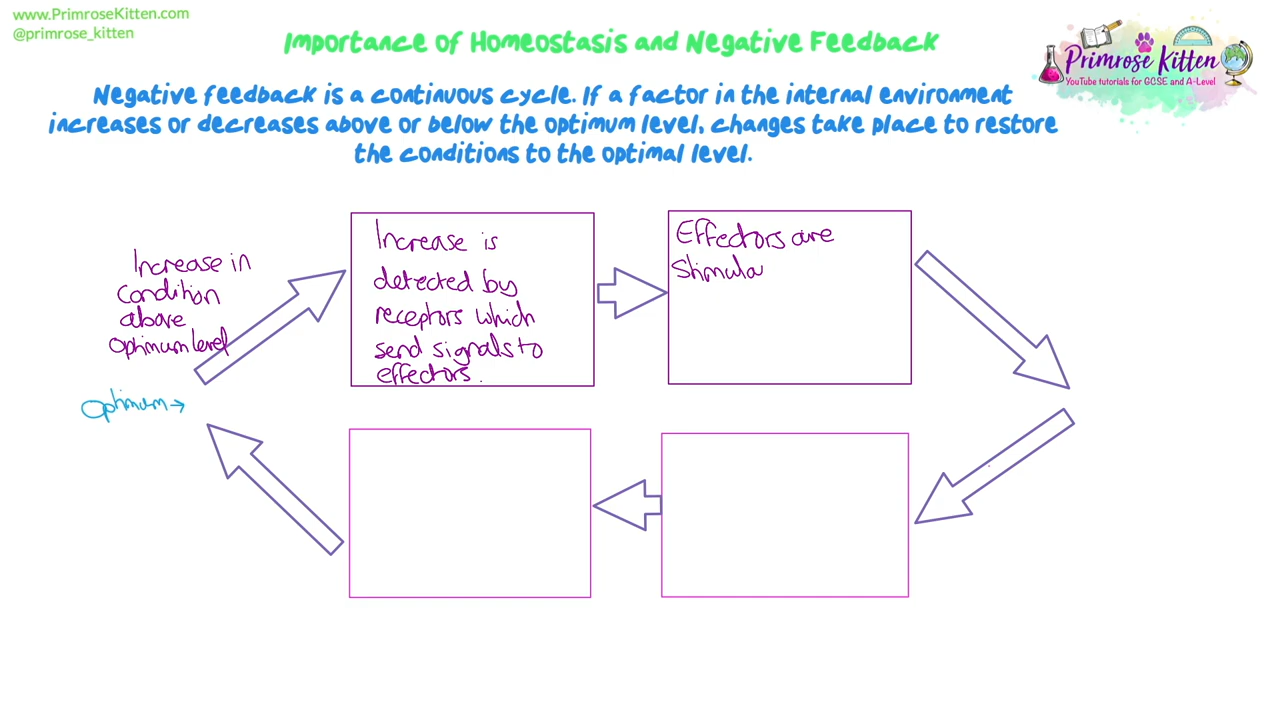 www.PrimroseKitten.com
@primrose_kitten
Importance of Homeostasis and Negative Feedback
Primrose Kitten
YouTube tutorials for GCSE and A-Level
Negative feedback is a continuous cycle. If a factor in the internal environment
increases or decreases above or below the optimum level, changes take place to restore
the conditions to the optimal level.
Increase in
condition
above
optimum level
Optimum →
Increase is
detected by
receptors which
send signals to
effectors.
Effectors are
Stimula